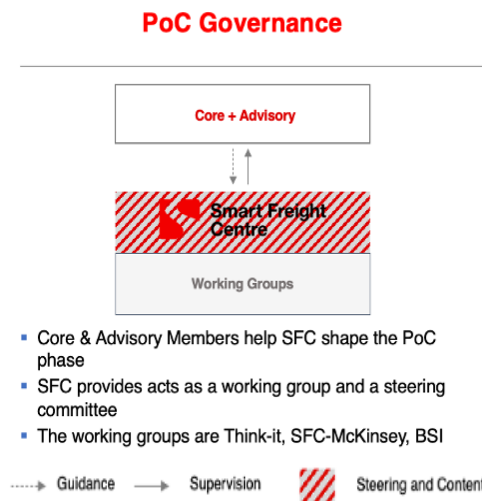 PoC Governance
Core + Advisory
Smart Freight
Centre
Working Groups
▪ Core & Advisory Members help SFC shape the PoC
phase
▪ SFC provides acts as a working group and a steering
committee
▪ The working groups are Think-it, SFC-McKinsey, BSI
Guidance Supervision Steering and Content